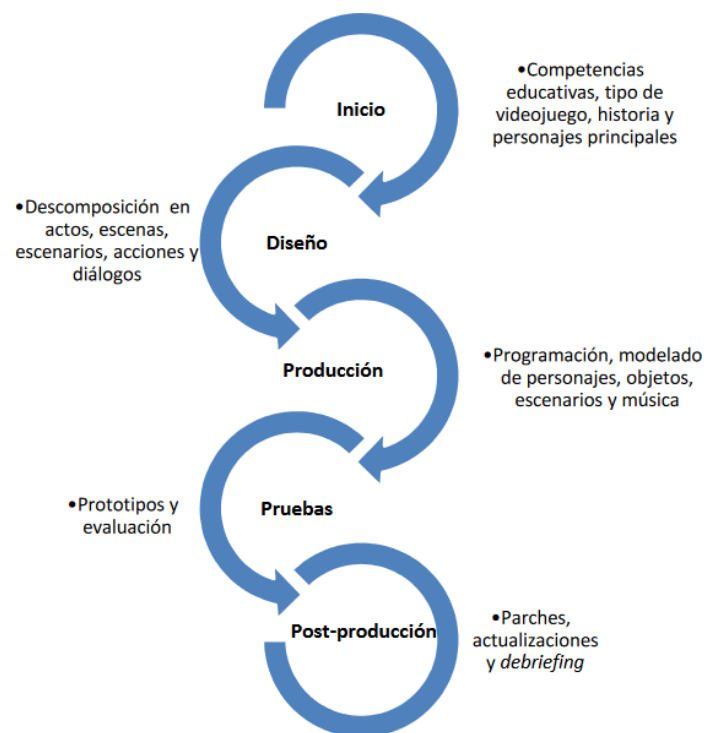 Inicio
•Competencias
educativas, tipo de
videojuego, historia y
personajes principales
Diseño
•Descomposición en
actos, escenas,
escenarios, acciones y
diálogos
Producción
•Programación, modelado
de personajes, objetos,
escenarios y música
Pruebas
•Prototipos y
evaluación
Post-producción
•Parches,
actualizaciones
y debriefing